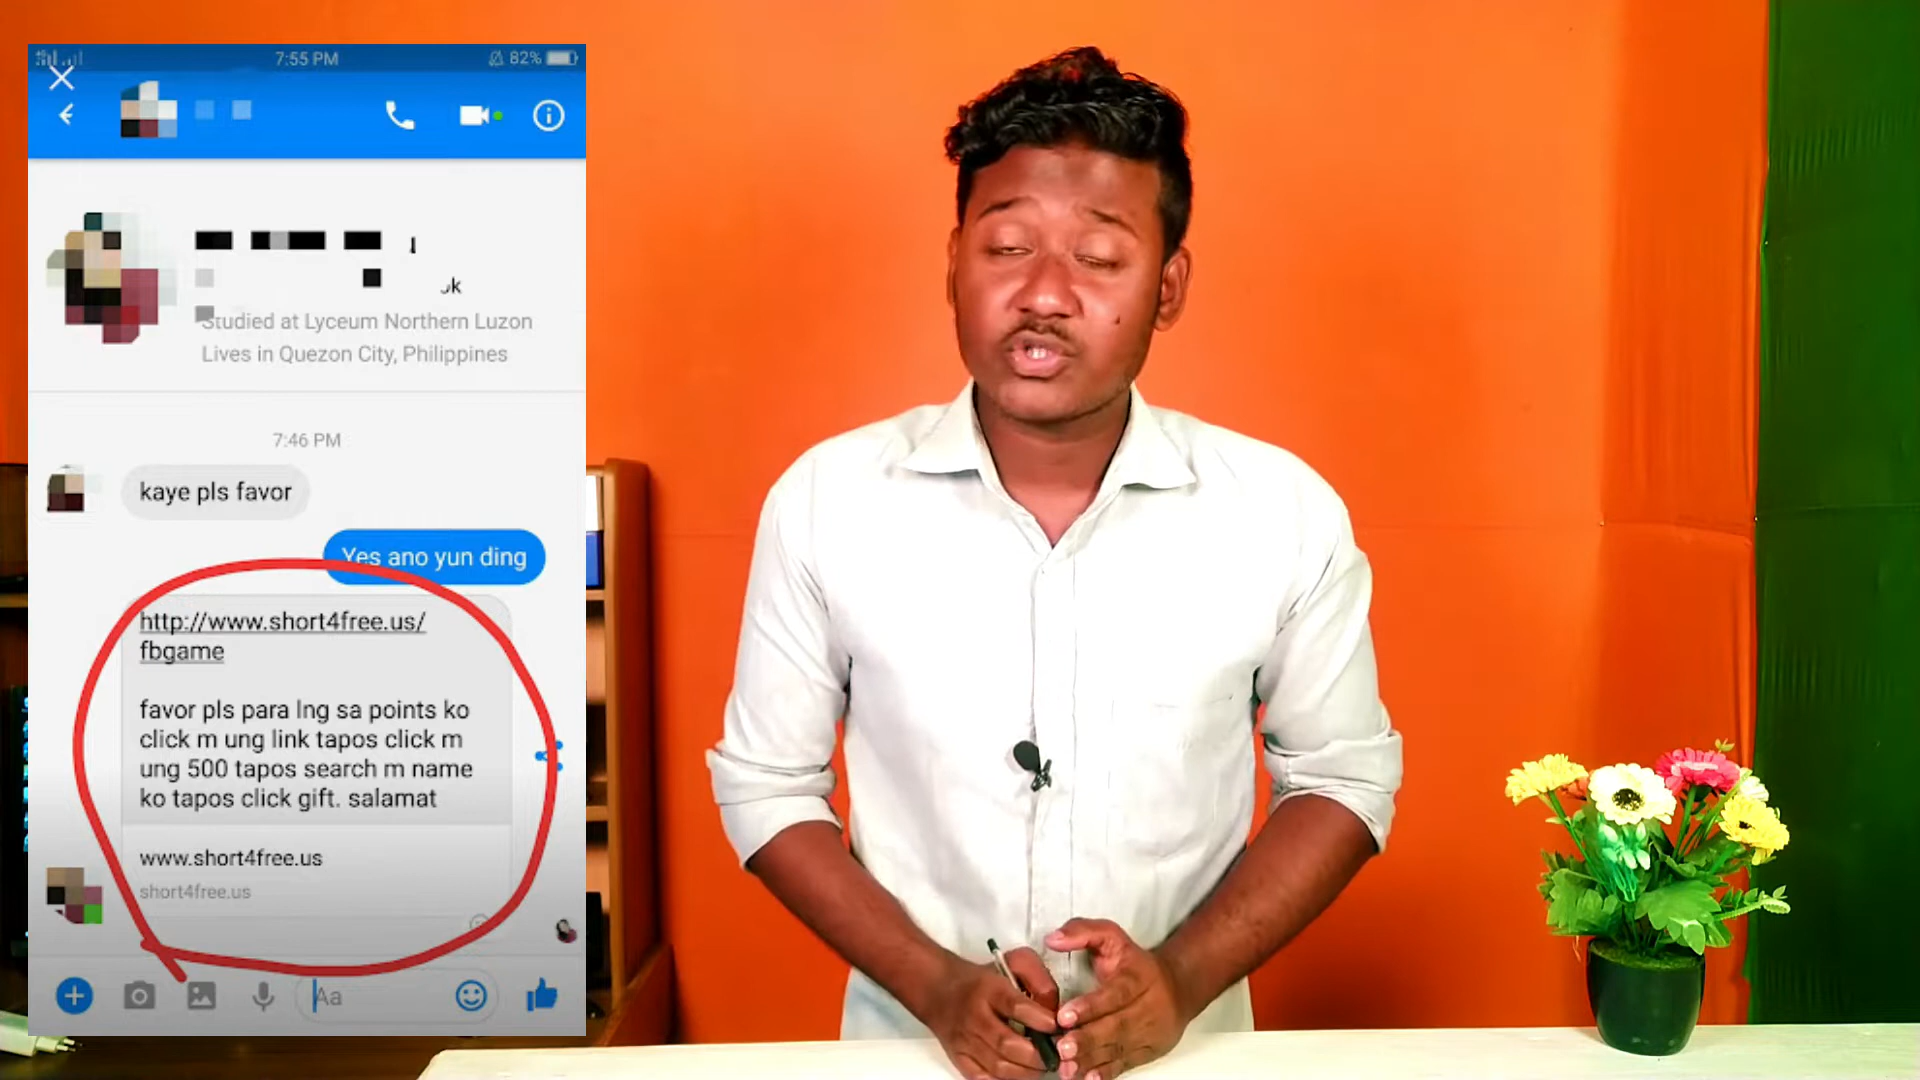 7:55 PM
82%
Studied at Lyceum Northern Luzon
Lives in Quezon City, Philippines
7:46 PM
kaye pls favor
Yes ano yun ding
http://www.short4free.us/
fbgame
favor pls para lng sa points ko
click m ung link tapos click m
ung 500 tapos search m name
ko tapos click gift. salamat
www.short4free.us
short4free.us
Aa